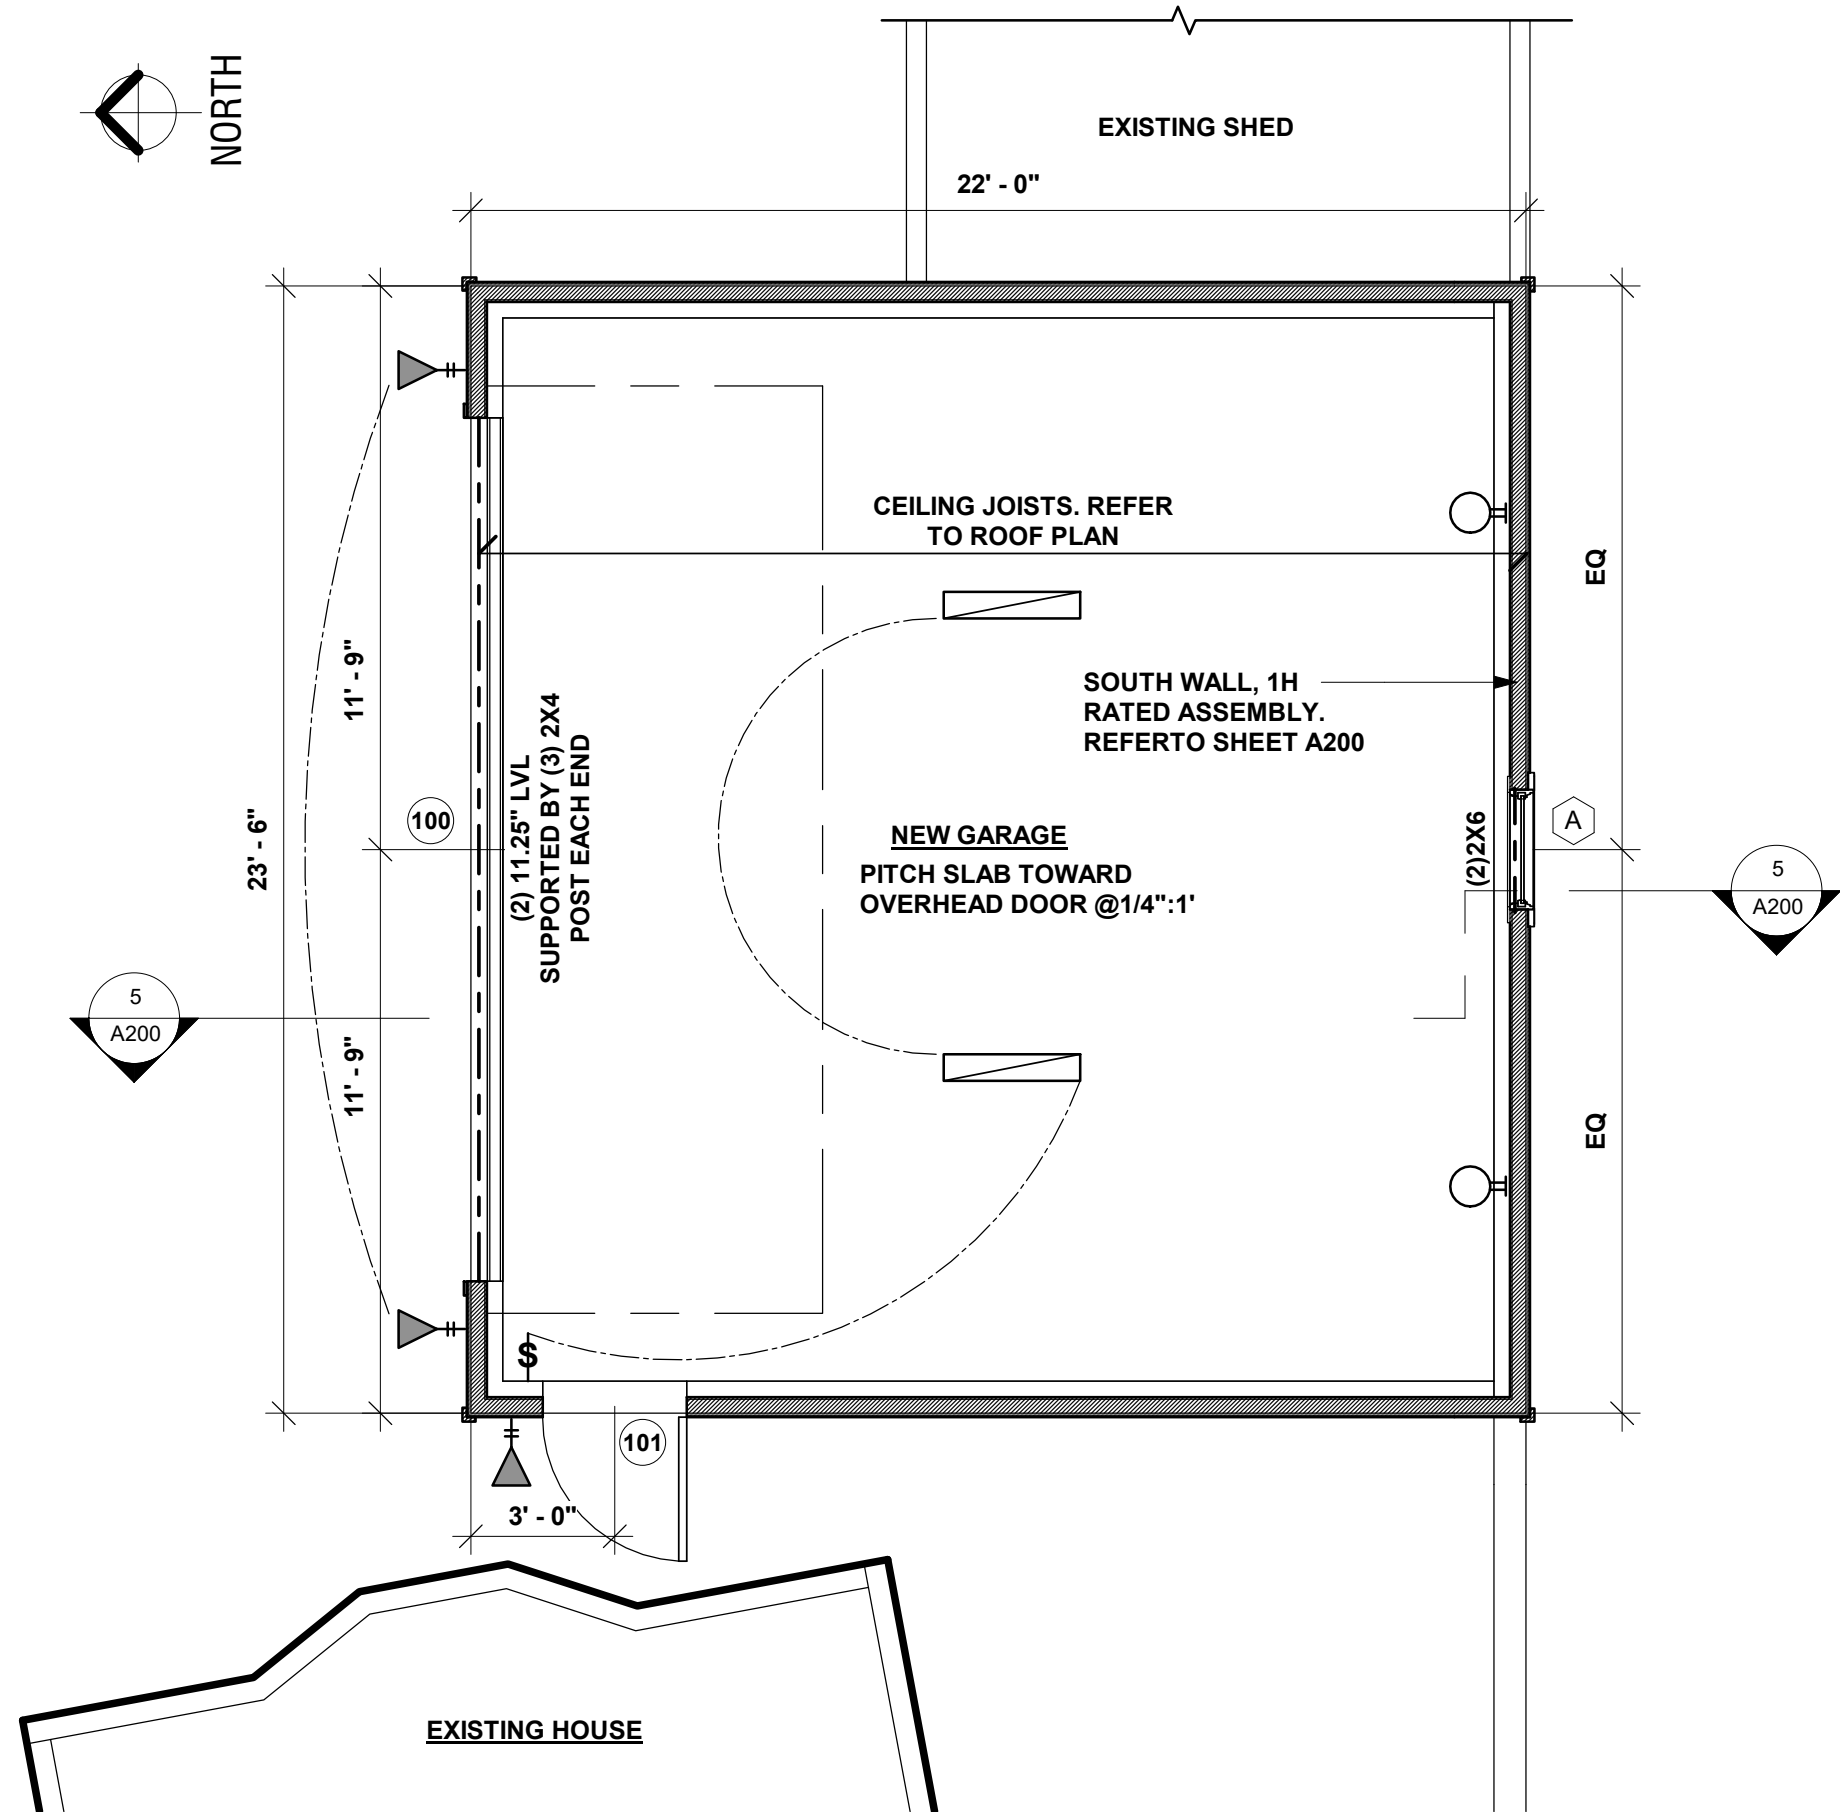 NORTH
EXISTING SHED
22' - 0"
CEILING JOISTS. REFER
TO ROOF PLAN
EQ
11' - 9"
SOUTH WALL, 1H
RATED ASSEMBLY.
REFERTO SHEET A200
(2) 11.25" LVL
SUPPORTED BY (3) 2X4
POST EACH END
23' - 6"
100
NEW GARAGE
PITCH SLAB TOWARD
OVERHEAD DOOR @1/4":1'
(2)2X6
A
5
A200
5
A200
11' - 9"
EQ
$
101
3' - 0"
EXISTING HOUSE